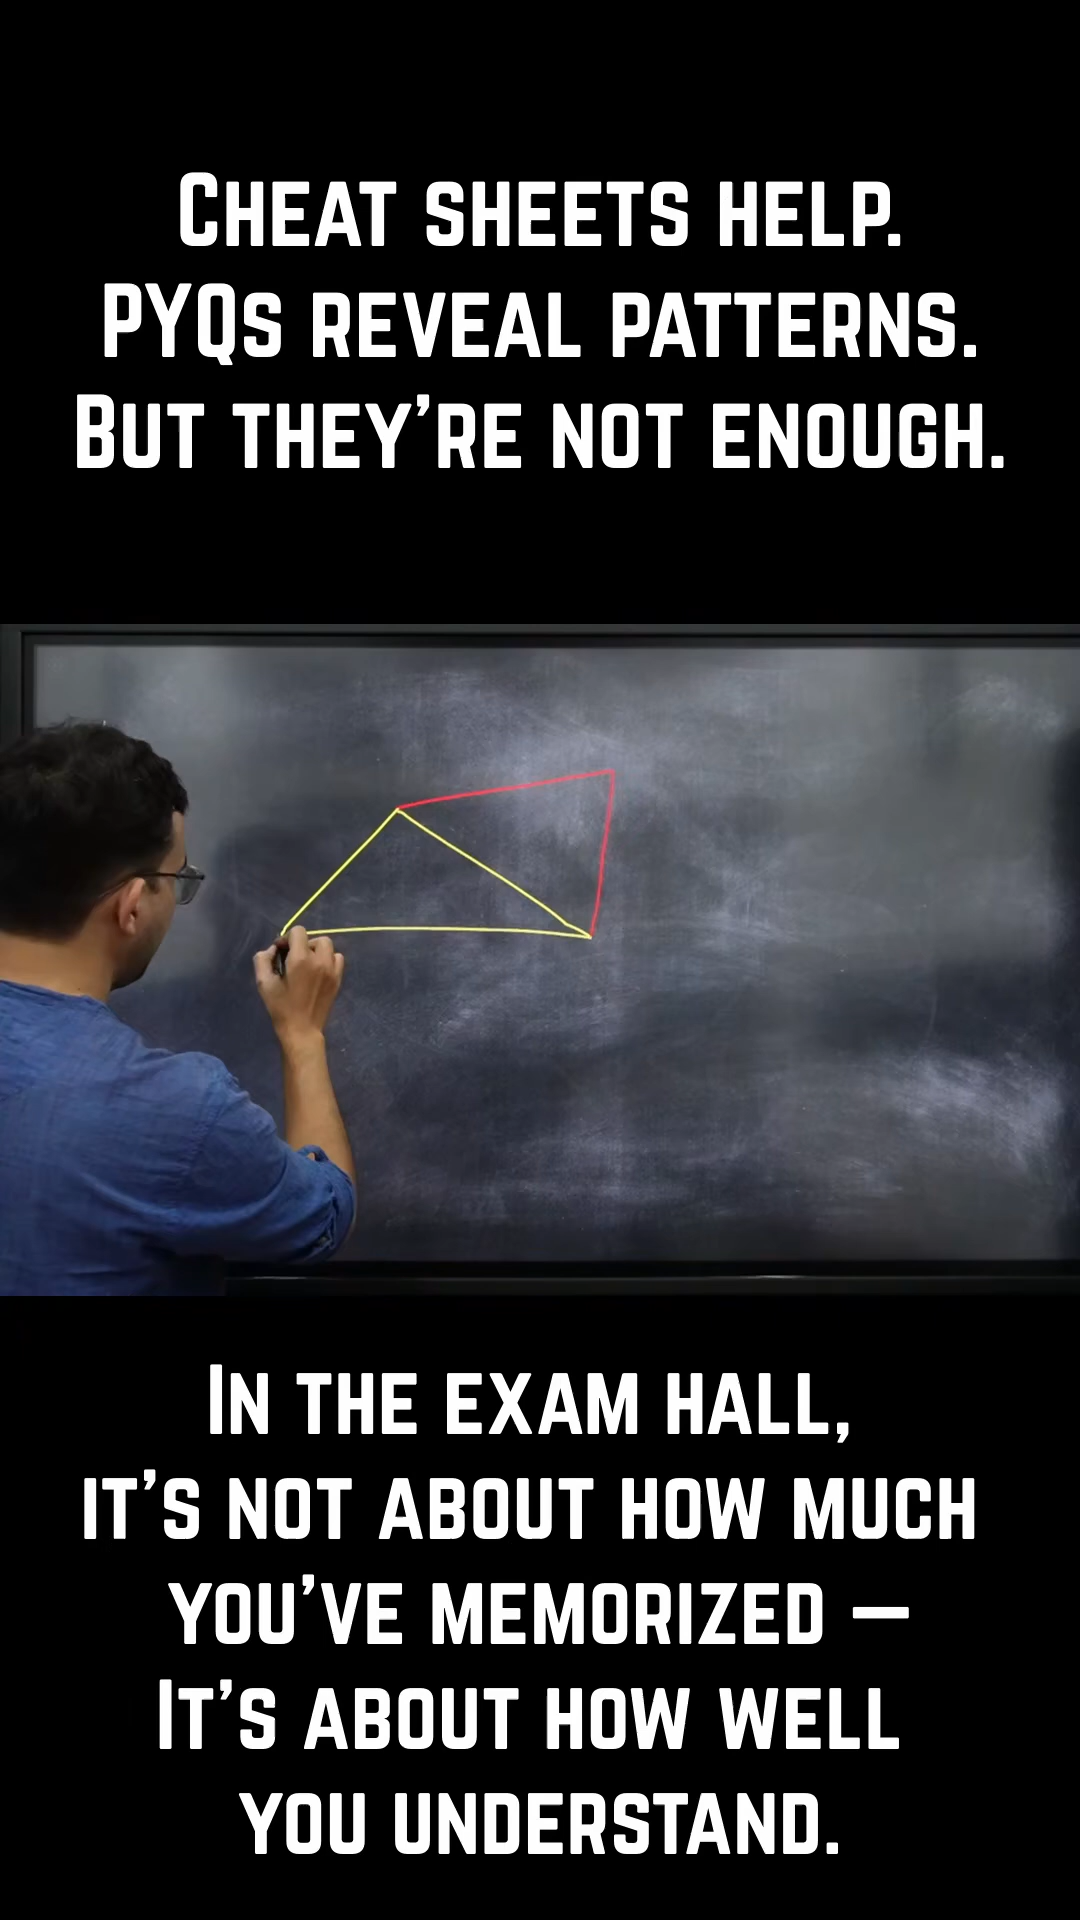 Cheat sheets help.
PYQs reveal patterns.
But they're not enough.
In the exam hall,
it's not about how much
you've memorized —
It's about how well
you understand.